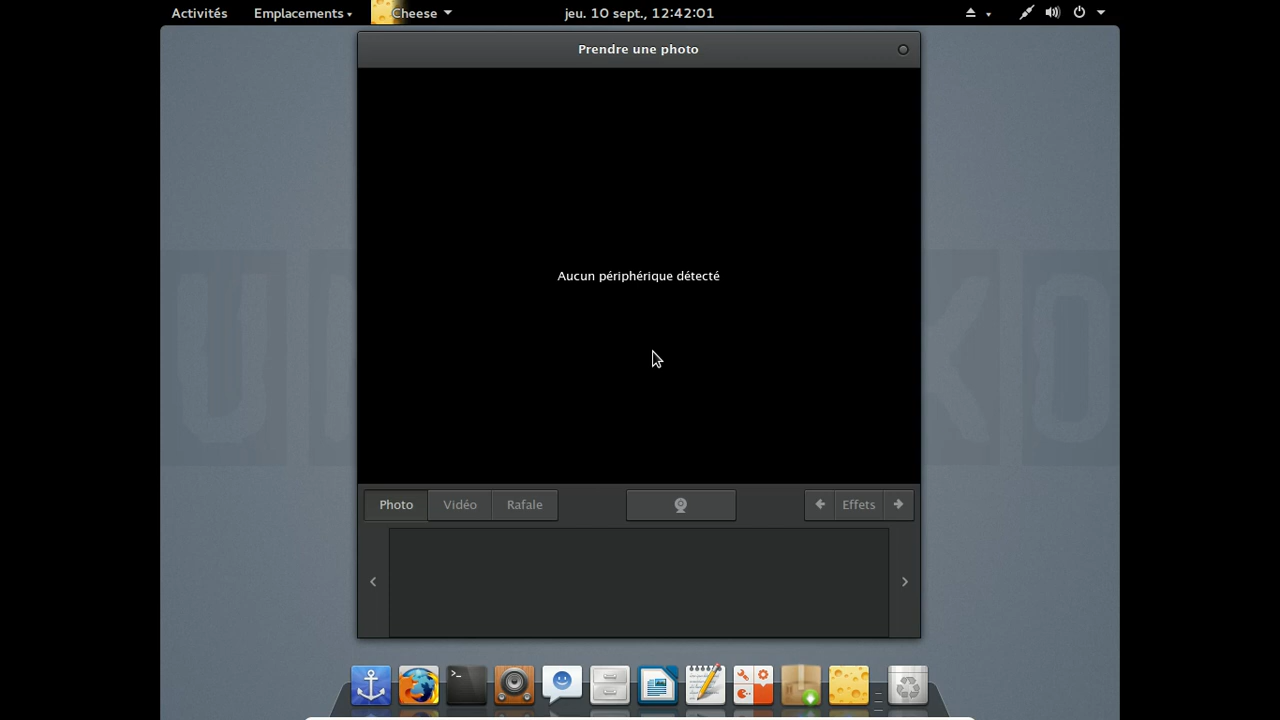 Activités Emplacements Cheese jeu. 10 sept., 12:42:01
Prendre une photo
Aucun périphérique détecté
Photo Vidéo Rafale Effets